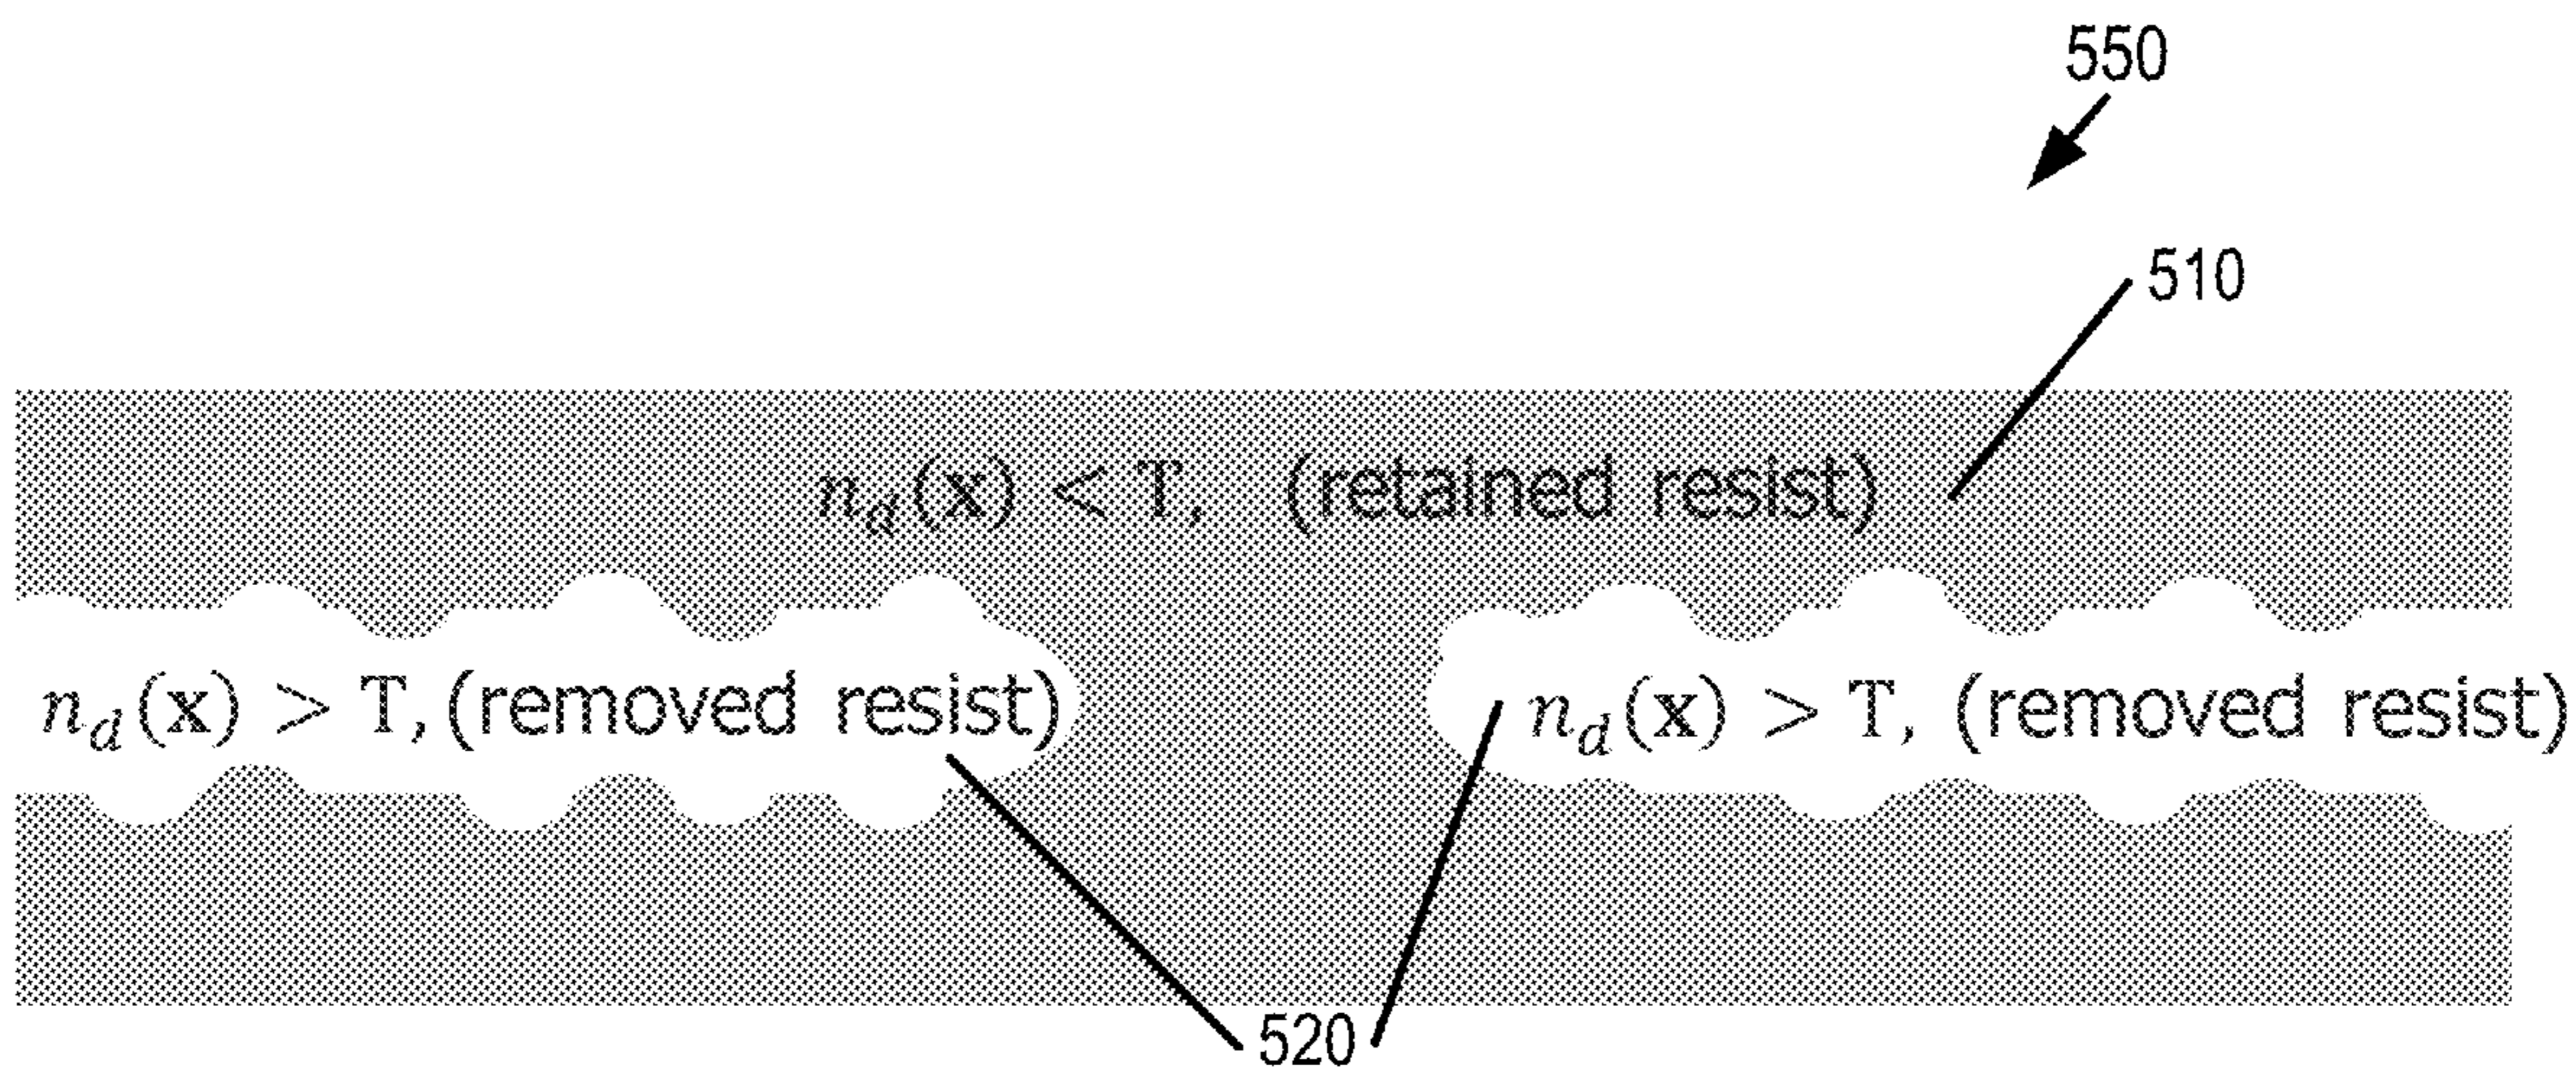 550
510
n_d(x) < T, (retained resist)
n_d(x) > T, (removed resist) n_d(x) > T, (removed resist)
520